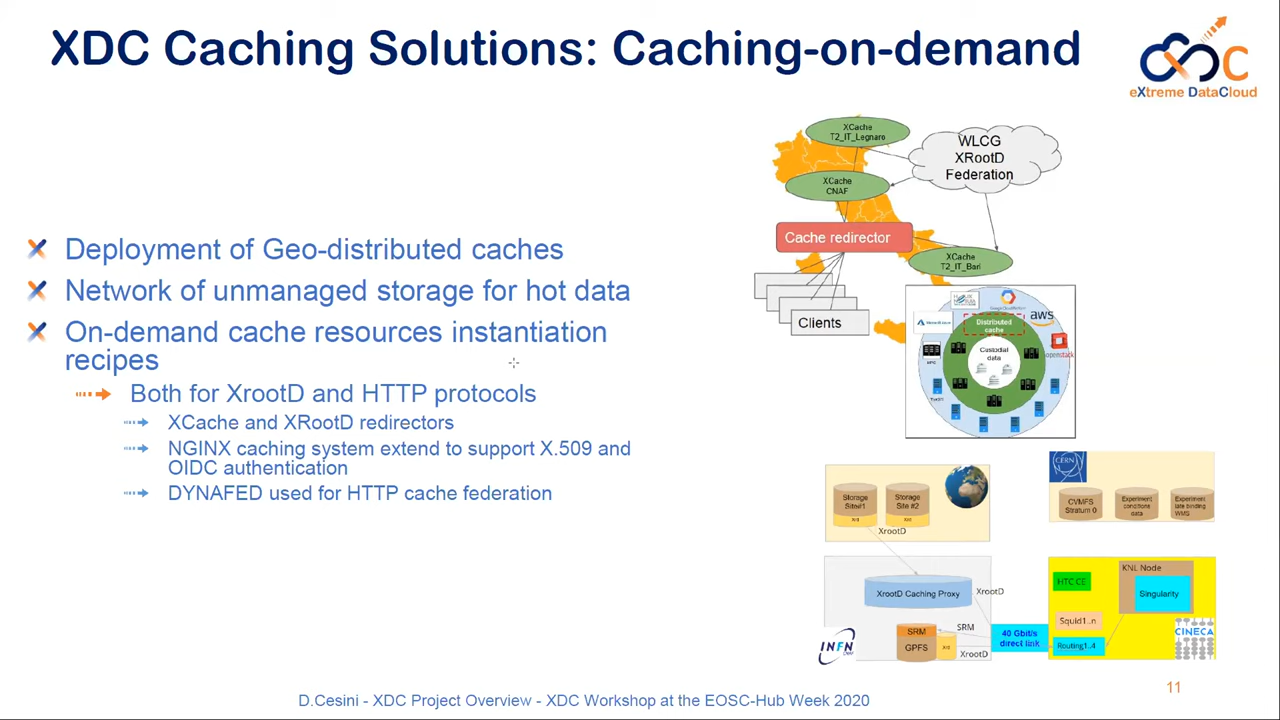 XDC Caching Solutions: Caching-on-demand
eXtreme DataCloud
Deployment of Geo-distributed caches
Network of unmanaged storage for hot data
On-demand cache resources instantiation
recipes
Both for XrootD and HTTP protocols
XCache and XRootD redirectors
NGINX caching system extend to support X.509 and
OIDC authentication
DYNAFED used for HTTP cache federation
XCache
T2_IT_Legnaro
WLCG
XRootD
Federation
XCache
CNAF
Cache redirector
XCache
T2_IT_Bari
Clients
Distributed
cache
aws
openstack
Custodial
data
Storage
Site#1
Xrd
Storage
Site #2
Xrd
XrootD
CERN
CVMFS
Stratum 0
Experiment
conditions
data
Experiment
late binding
WMS
XrootD Caching Proxy
XrootD
SRM
SRM
GPFS
Xrd
XrootD
INFN
40 Gbit/s
direct link
HTC CE
KNL Node
Singularity
Squid1..n
Routing1..4
CINECA
D.Cesini - XDC Project Overview - XDC Workshop at the EOSC-Hub Week 2020
11